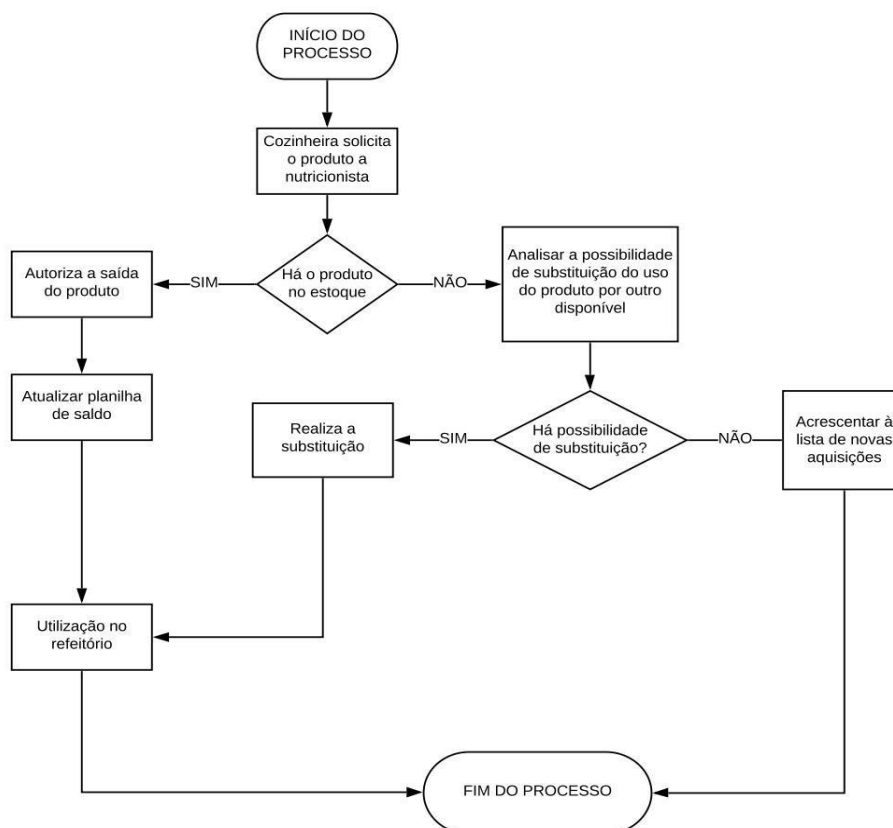 INÍCIO DO
PROCESSO
Cozinheira solicita
o produto a
nutricionista
Há o produto
no estoque
SIM
NÃO
Autoriza a saída
do produto
Analisar a possibilidade
de substituição do uso
do produto por outro
disponível
Atualizar planilha
de saldo
Realiza a
substituição
SIM
Há possibilidade
de substituição?
NÃO
Acrescentar à
lista de novas
aquisições
Utilização no
refeitório
FIM DO PROCESSO